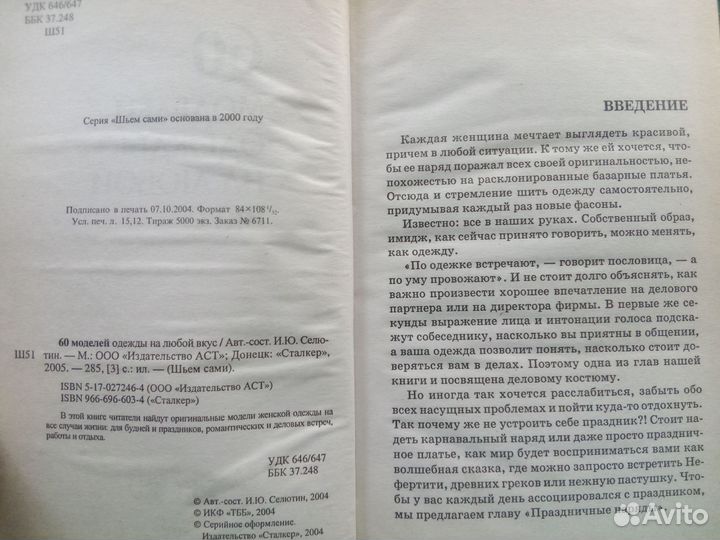 УДК 646/647
ББК 37.248
Ш51
Серия «Шьем сами» основана в 2000 году
Подписано в печать 07.10.2004. Формат 84×108 1/32.
Усл. печ. л. 15,12. Тираж 5000 экз. Заказ № 6711.
60 моделей одежды на любой вкус / Авт.-сост. И.Ю. Селю-
Ш51 тин. — М.: ООО «Издательство АСТ»; Донецк: «Сталкер»,
2005. — 285, [3] с.: ил. — (Шьем сами).
ISBN 5-17-027246-4 (ООО «Издательство АСТ»)
ISBN 966-696-603-4 («Сталкер»)
В этой книге читатели найдут оригинальные модели женской одежды на
все случаи жизни: для будней и праздников, романтических и деловых встреч,
работы и отдыха.
УДК 646/647
ББК 37.248
© Авт.-сост. И.Ю. Селютин, 2004
© ИКФ «ТББ», 2004
© Серийное оформление.
Издательство «Сталкер», 2004
ВВЕДЕНИЕ
Каждая женщина мечтает выглядеть красивой,
причем в любой ситуации. К тому же ей хочется, что-
бы ее наряд поражал всех своей оригинальностью, не-
похожестью на расклонированные базарные платья.
Отсюда и стремление шить одежду самостоятельно,
придумывая каждый раз новые фасоны.
Известно: все в наших руках. Собственный образ,
имидж, как сейчас принято говорить, можно менять,
как одежду.
«По одежке встречают, — говорит пословица, — а
по уму провожают». И не стоит долго объяснять, как
важно произвести хорошее впечатление на делового
партнера или на директора фирмы. В первые же се-
кунды выражение лица и интонации голоса подскажут
собеседнику, насколько вы приятны в общении,
а ваша одежда позволит понять, насколько стоит до-
веряться вам в делах. Поэтому одна из глав нашей
книги и посвящена деловому костюму.
Но иногда так хочется расслабиться, забыть обо
всех насущных проблемах и пойти куда-то отдохнуть.
Так почему же не устроить себе праздник?! Стоит на-
деть карнавальный наряд или даже просто празднич-
ное платье, как мир будет восприниматься вами как
волшебная сказка, где можно запросто встретить Не-
фертити, древних греков или нежную пастушку. Что-
бы у вас каждый день ассоциировался с праздником,
мы предлагаем главу «Праздничные наряды».
Avito